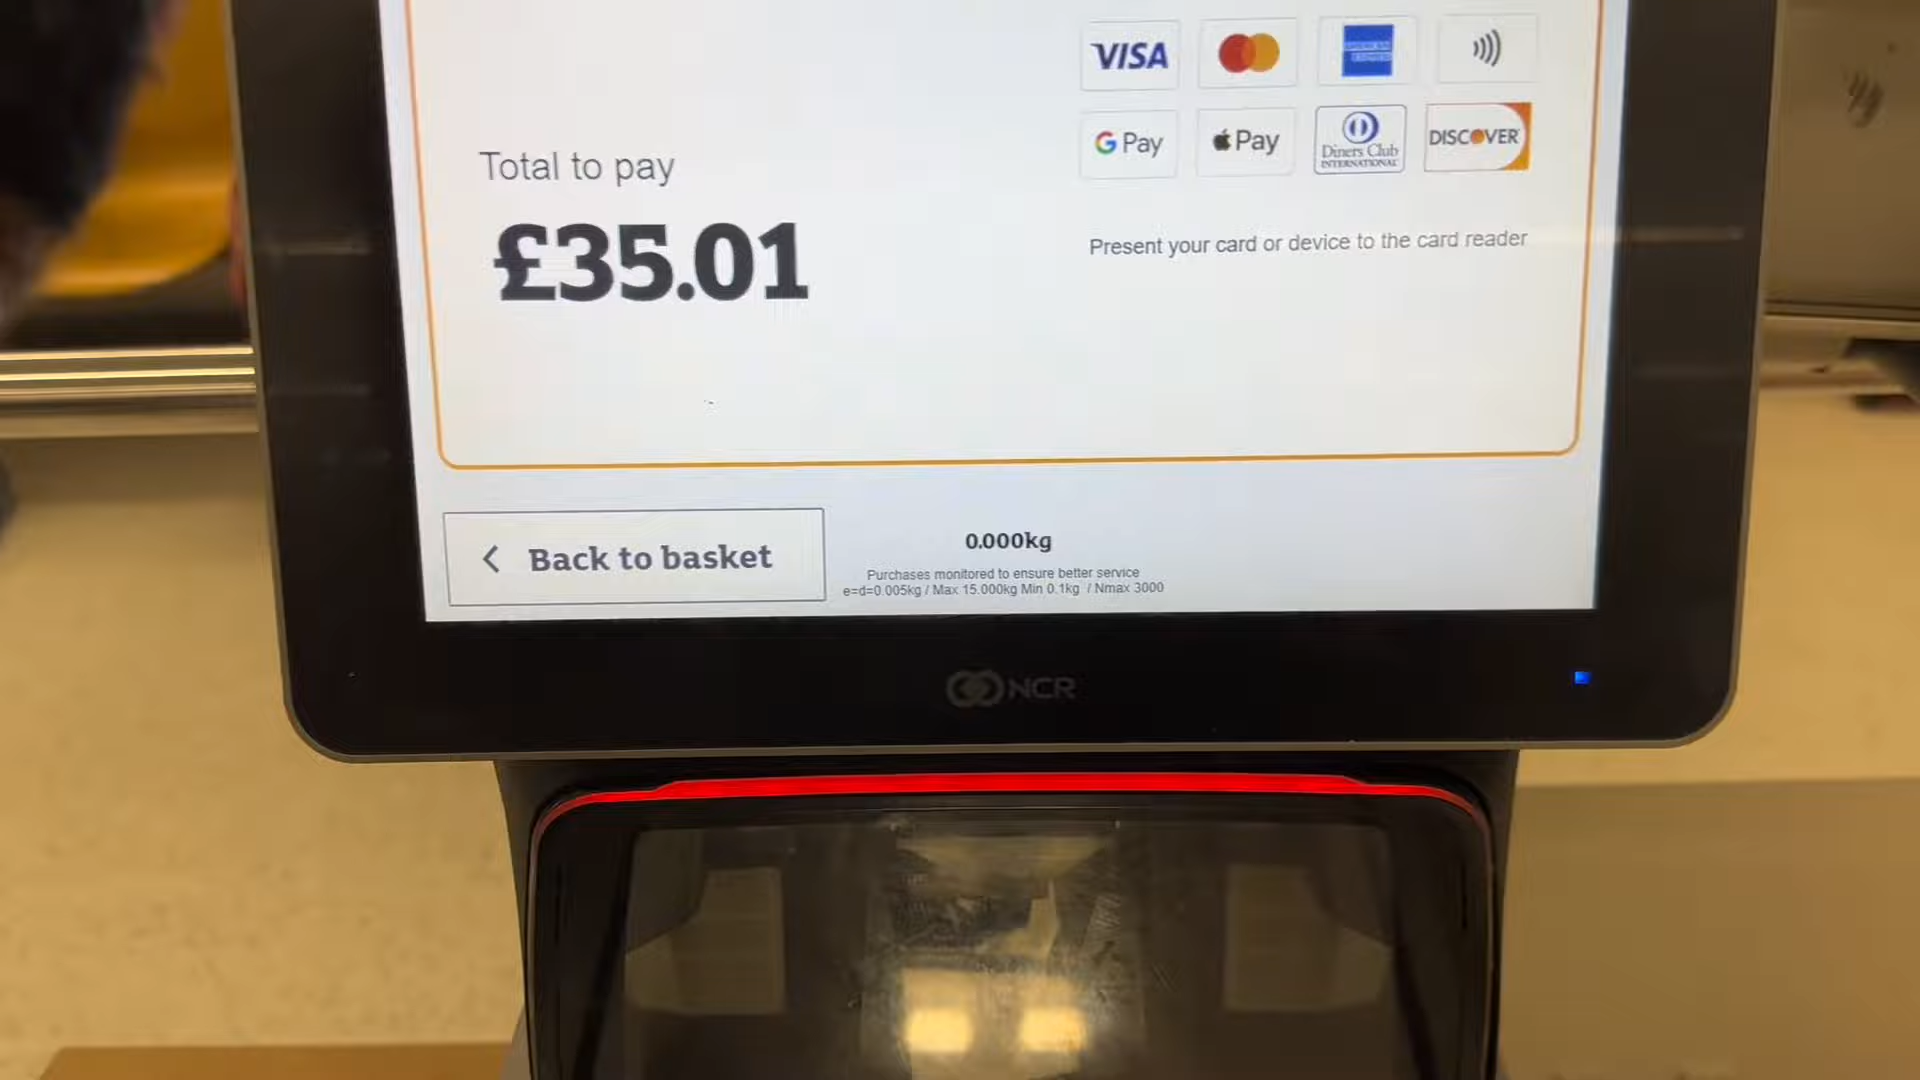 VISA
AMERICAN EXPRESS
G Pay
Pay
Diners Club
INTERNATIONAL
DISCOVER
Total to pay
£35.01
Present your card or device to the card reader
Back to basket
0.000kg
Purchases monitored to ensure better service
e=d=0.005kg / Max 15.000kg Min 0.1kg / Nmax 3000
NCR